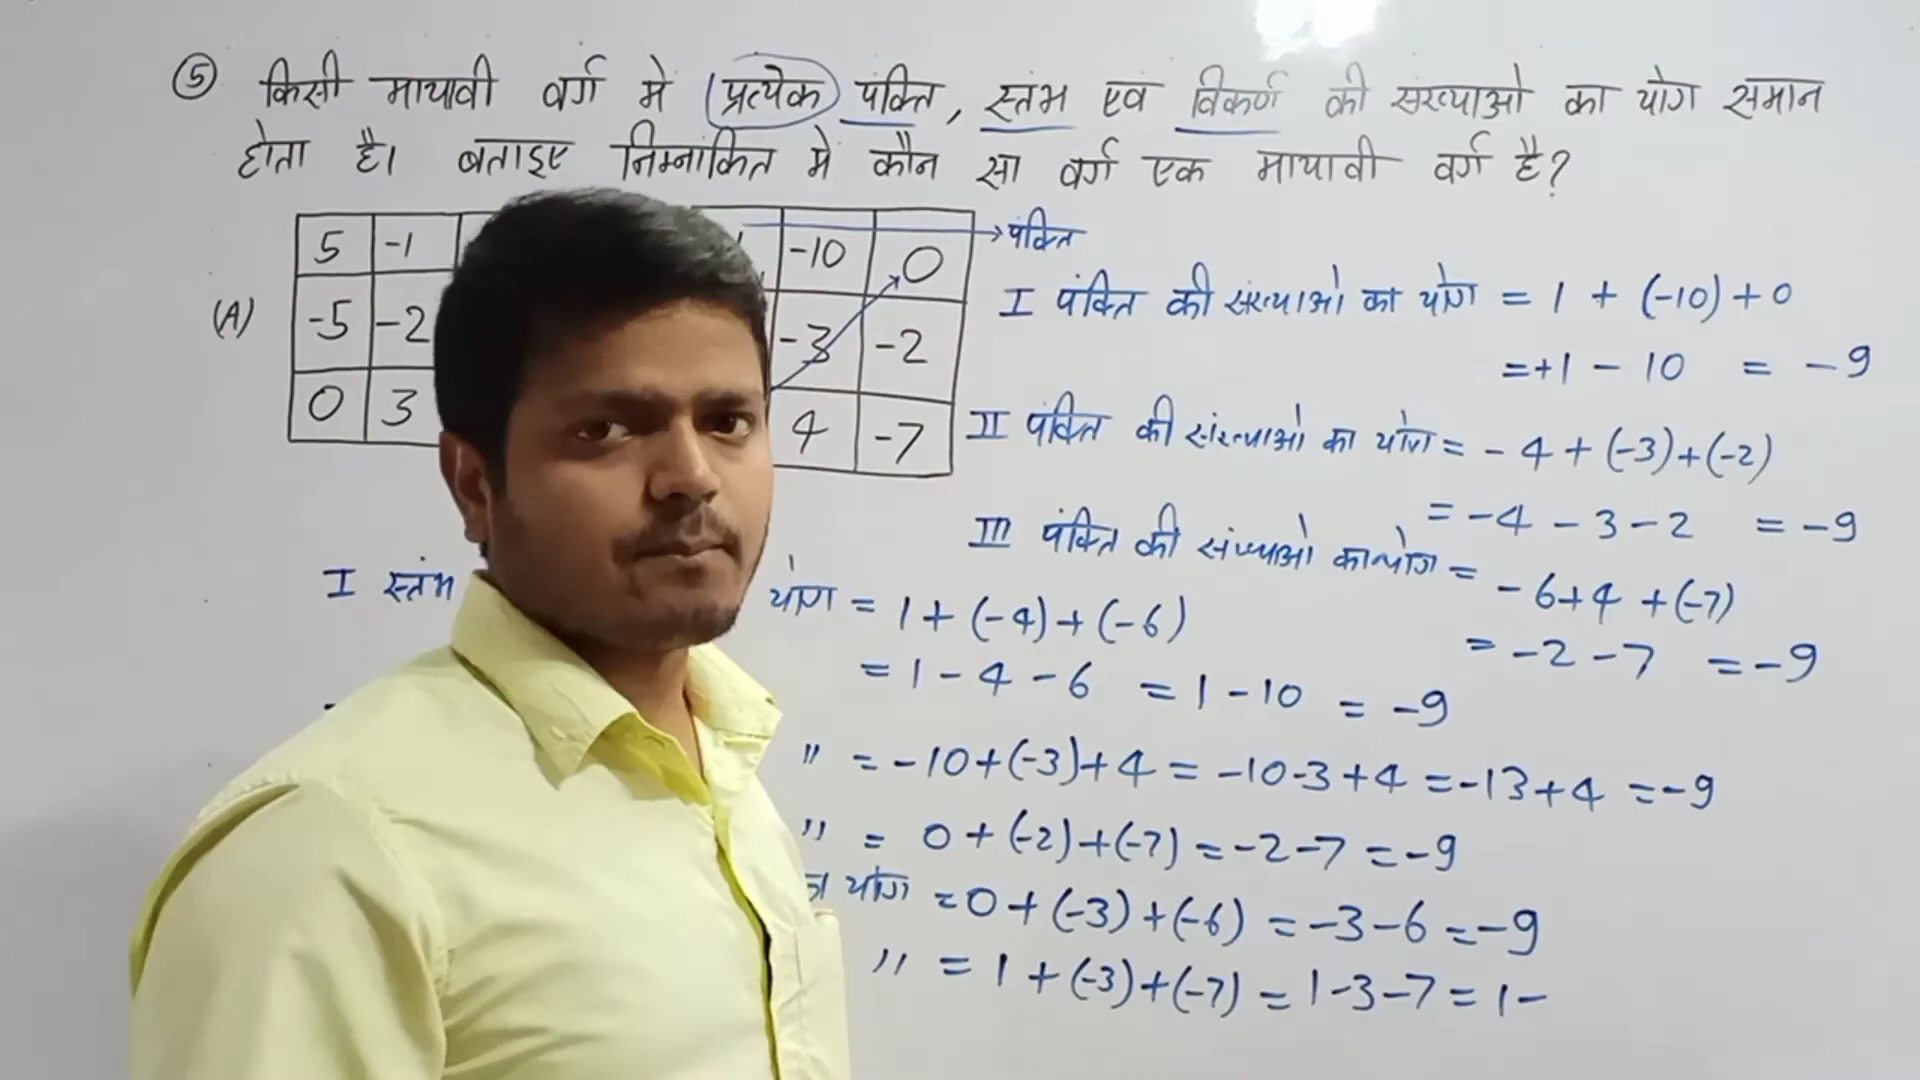 ⑤ किसी मायावी वर्ग मे प्रत्येक पंक्ति, स्तंभ एवं विकर्ण की संख्याओ का योग समान
होता है। बताइए निम्नांकित मे कौन सा वर्ग एक मायावी वर्ग है?
(A)
5 -1
-5 -2
0 3
-10 0
-3 -2
4 -7
→ पंक्ति
I पंक्ति की संख्याओ का योग = 1 + (-10) + 0
= +1 - 10 = -9
II पंक्ति की संख्याओ का योग = -4 + (-3) + (-2)
= -4 - 3 - 2 = -9
III पंक्ति की संख्याओ का योग = -6+4 + (-7)
= -2 - 7 = -9
I स्तंभ योग = 1 + (-4) + (-6)
= 1 - 4 - 6 = 1 - 10 = -9
" = -10 + (-3) + 4 = -10 - 3 + 4 = -13 + 4 = -9
" = 0 + (-2) + (-7) = -2 - 7 = -9
योग = 0 + (-3) + (-6) = -3 - 6 = -9
" = 1 + (-3) + (-7) = 1 - 3 - 7 = 1 -